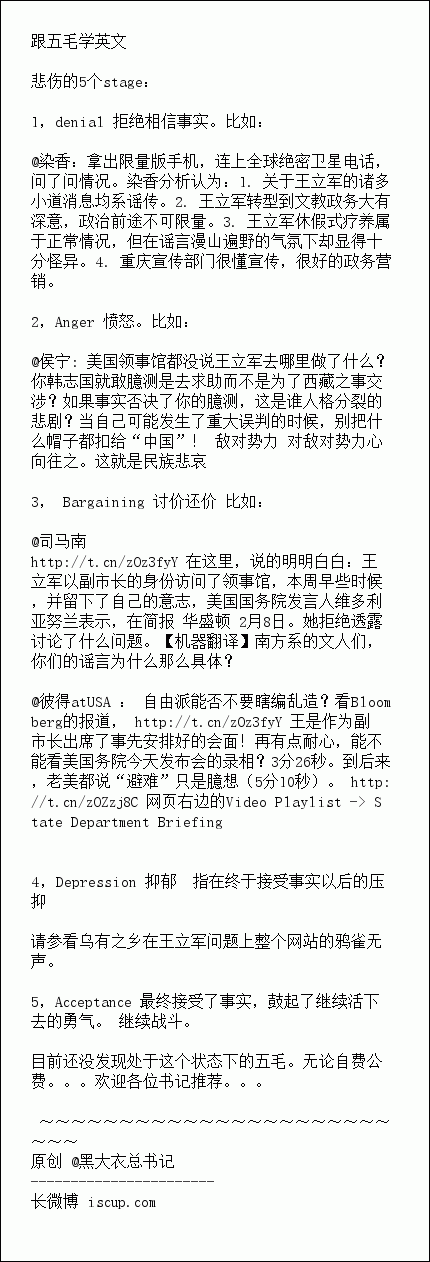 跟五毛学英文
悲伤的5个stage：
1，denial 拒绝相信事实。比如：
@染香：拿出限量版手机，连上全球绝密卫星电话，
问了问情况。染香分析认为：1. 关于王立军的诸多
小道消息均系谣传。2. 王立军转型到文教政务大有
深意，政治前途不可限量。3. 王立军休假式疗养属
于正常情况，但在谣言漫山遍野的气氛下却显得十
分怪异。4. 重庆宣传部门很懂宣传，很好的政务营
销。
2，Anger 愤怒。比如：
@侯宁：美国领事馆都没说王立军去哪里做了什么？
你韩志国就敢臆测是去求助而不是为了西藏之事交
涉？如果事实否决了你的臆测，这是谁人格分裂的
悲剧？当自己可能发生了重大误判的时候，别把什
么帽子都扣给“中国”！ 敌对势力 对敌对势力心
向往之。这就是民族悲哀
3， Bargaining 讨价还价 比如：
@司马南
http://t.cn/zOz3fyY 在这里，说的明明白白：王
立军以副市长的身份访问了领事馆，本周早些时候
，并留下了自己的意志，美国国务院发言人维多利
亚努兰表示，在简报 华盛顿 2月8日。她拒绝透露
讨论了什么问题。【机器翻译】南方系的文人们，
你们的谣言为什么那么具体？
@彼得atUSA ： 自由派能否不要瞎编乱造？看Bloom
berg的报道， http://t.cn/zOz3fyY 王是作为副
市长出席了事先安排好的会面！再有点耐心，能不
能看美国务院今天发布会的录相？3分26秒。到后来
，老美都说“避难”只是臆想（5分10秒）。 http:
//t.cn/zOZzj8C 网页右边的Video Playlist -> S
tate Department Briefing
4，Depression 抑郁 指在终于接受事实以后的压
抑
请参看乌有之乡在王立军问题上整个网站的鸦雀无
声。
5，Acceptance 最终接受了事实，鼓起了继续活下
去的勇气。 继续战斗。
目前还没发现处于这个状态下的五毛。无论自费公
费。。。欢迎各位书记推荐。。。
～～～～～～～～～～～～～～～～～～～～～～
～～～
原创 @黑大衣总书记
-----------------------
长微博 iscup.com